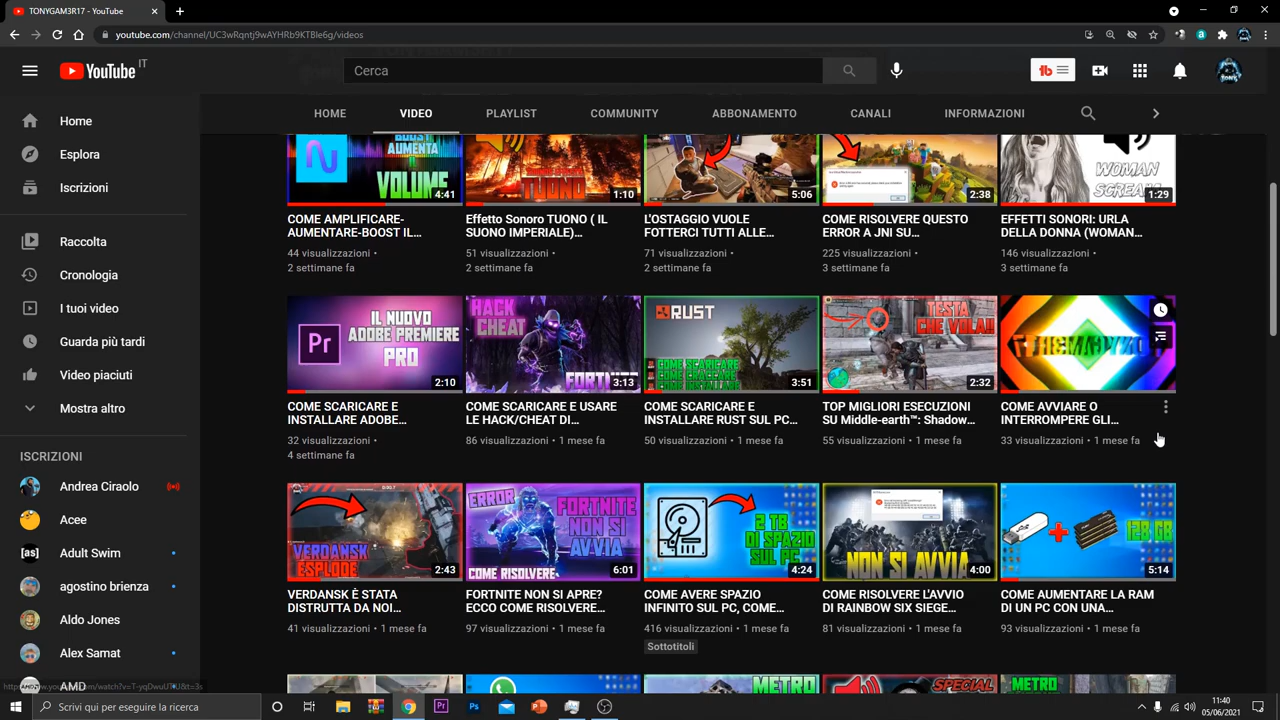 TONYGAM3R17 - YouTube
youtube.com/channel/UC3wRqntj9wAYHRb9KTBle6g/videos
YouTube IT
Cerca
HOME
VIDEO
PLAYLIST
COMMUNITY
ABBONAMENTO
CANALI
INFORMAZIONI
Home
Esplora
Iscrizioni
Raccolta
Cronologia
I tuoi video
Guarda più tardi
Video piaciuti
Mostra altro
ISCRIZIONI
Andrea Ciraolo
Acee
[as] Adult Swim
agostino brienza
Aldo Jones
Alex Samat
AMD
BOOST
AUMENTA
IL
VOLUME
4:41
COME AMPLIFICARE-
AUMENTARE-BOOST IL...
44 visualizzazioni •
2 settimane fa
TUONO
1:10
Effetto Sonoro TUONO ( IL
SUONO IMPERIALE)...
51 visualizzazioni •
2 settimane fa
5:06
L'OSTAGGIO VUOLE
FOTTERCI TUTTI ALLE...
71 visualizzazioni •
2 settimane fa
2:38
COME RISOLVERE QUESTO
ERROR A JNI SU...
225 visualizzazioni •
3 settimane fa
WOMAN
SCREAM
1:29
EFFETTI SONORI: URLA
DELLA DONNA (WOMAN...
146 visualizzazioni •
3 settimane fa
Pr
IL NUOVO
ADOBE PREMIERE
PRO
2:10
COME SCARICARE E
INSTALARE ADOBE...
32 visualizzazioni •
4 settimane fa
HACK
CHEAT
FORTNITE
3:13
COME SCARICARE E USARE
LE HACK/CHEAT DI...
86 visualizzazioni • 1 mese fa
RUST
COME SCARICARE
COME CRACCARE
COME INSTALLARE
3:51
COME SCARICARE E
INSTALLARE RUST SUL PC...
50 visualizzazioni • 1 mese fa
TESTA
CHE VOLA!!
2:32
TOP MIGLIORI ESECUZIONI
SU Middle-earth™: Shadow...
55 visualizzazioni • 1 mese fa
COME AVVIARE O
INTERROMPERE GLI...
33 visualizzazioni • 1 mese fa
VERDANSK
ESPLODE
2:43
VERDANSK È STATA
DISTRUTTA DA NOI...
41 visualizzazioni • 1 mese fa
ERROR
FORTNITE
NON SI
AVVIA
COME RISOLVERE
6:01
FORTNITE NON SI APRE?
ECCO COME RISOLVERE...
97 visualizzazioni • 1 mese fa
2 TB
DI SPAZIO
SUL PC
4:24
COME AVERE SPAZIO
INFINITO SUL PC, COME...
416 visualizzazioni • 1 mese fa
Sottotitoli
NON SI AVVIA
4:00
COME RISOLVERE L'AVVIO
DI RAINBOW SIX SIEGE...
81 visualizzazioni • 1 mese fa
128 GB
5:14
COME AUMENTARE LA RAM
DI UN PC CON UNA...
93 visualizzazioni • 1 mese fa
METRO
SPECIAL
METRO
Scrivi qui per eseguire la ricerca
11:40
05/06/2021